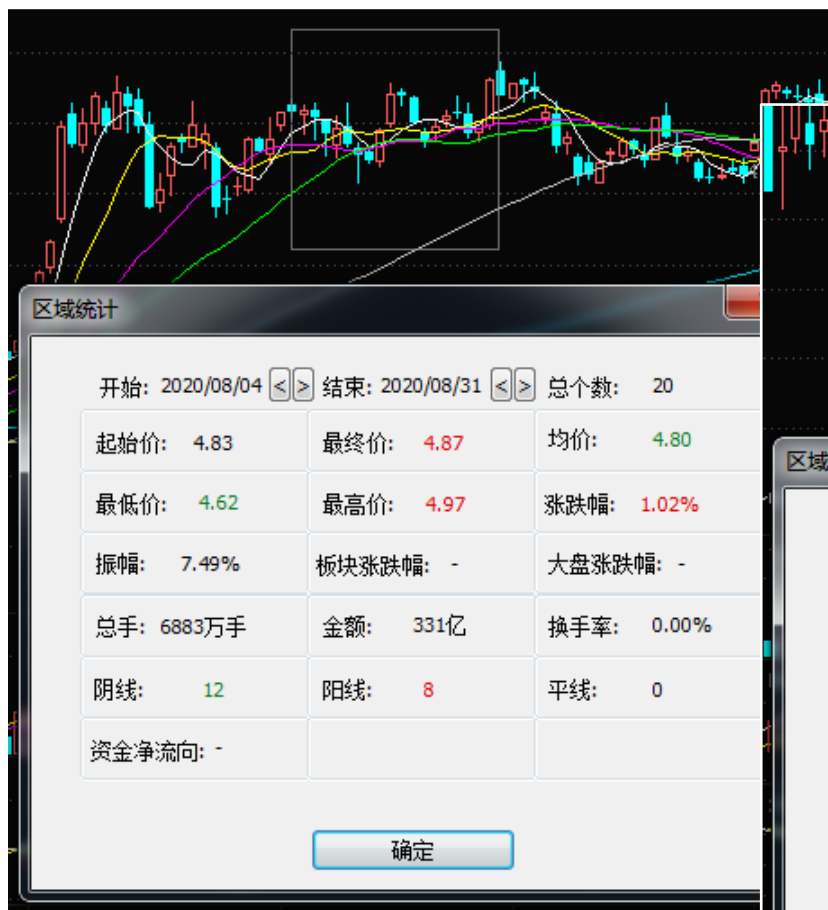 区域统计
开始: 2020/08/04 < > 结束: 2020/08/31 < > 总个数: 20
起始价: 4.83 最终价: 4.87 均价: 4.80
最低价: 4.62 最高价: 4.97 涨跌幅: 1.02%
振幅: 7.49% 板块涨跌幅: - 大盘涨跌幅: -
总手: 6883万手 金额: 331亿 换手率: 0.00%
阴线: 12 阳线: 8 平线: 0
资金净流向: -
确定
区域